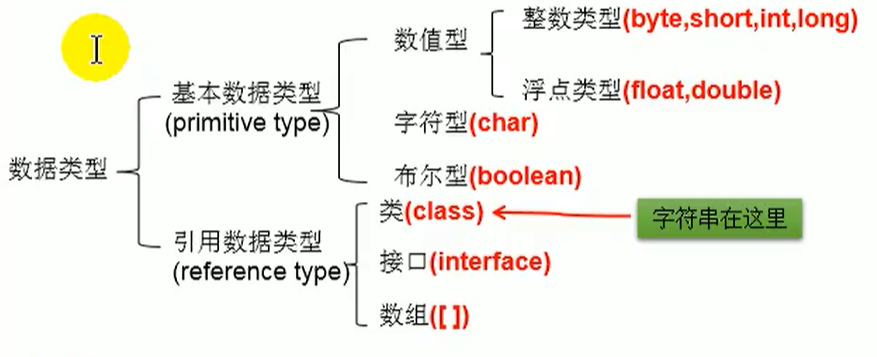 整数类型(byte,short,int,long)
数值型
浮点类型(float,double)
基本数据类型
(primitive type)
字符型(char)
布尔型(boolean)
数据类型
类(class)
字符串在这里
引用数据类型
(reference type)
接口(interface)
数组([ ])